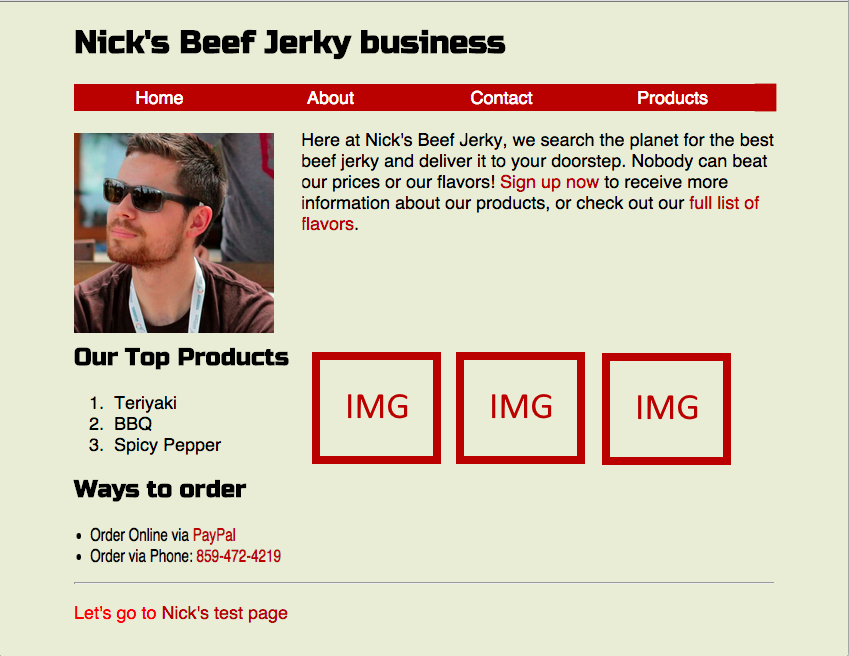 Nick's Beef Jerky business
Home About Contact Products
Here at Nick's Beef Jerky, we search the planet for the best
beef jerky and deliver it to your doorstep. Nobody can beat
our prices or our flavors! Sign up now to receive more
information about our products, or check out our full list of
flavors.
Our Top Products
IMG IMG IMG
1. Teriyaki
2. BBQ
3. Spicy Pepper
Ways to order
• Order Online via PayPal
• Order via Phone: 859-472-4219
Let's go to Nick's test page